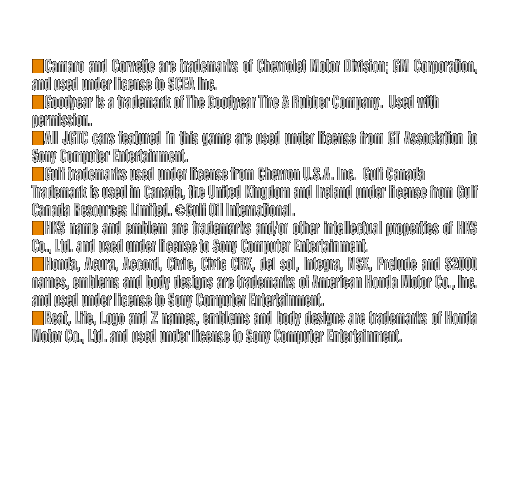 ■Camaro and Corvette are trademarks of Chevrolet Motor Division; GM Corporation,
and used under license to SCEA Inc.
■Goodyear is a trademark of The Goodyear Tire & Rubber Company. Used with
permission.
■All JGTC cars featured in this game are used under license from GT Association to
Sony Computer Entertainment.
■Gulf trademarks used under license from Chevron U.S.A. Inc. Gulf Canada
Trademark is used in Canada, the United Kingdom and Ireland under license from Gulf
Canada Resources Limited. ©Gulf Oil International.
■HKS name and emblem are trademarks and/or other intellectual properties of HKS
Co., Ltd. and used under license to Sony Computer Entertainment
■Honda, Acura, Accord, Civic, Civic CRX, del sol, Integra, NSX, Prelude and S2000
names, emblems and body designs are trademarks of American Honda Motor Co., Inc.
and used under license to Sony Computer Entertainment.
■Beat, Life, Logo and Z names, emblems and body designs are trademarks of Honda
Motor Co., Ltd. and used under license to Sony Computer Entertainment.